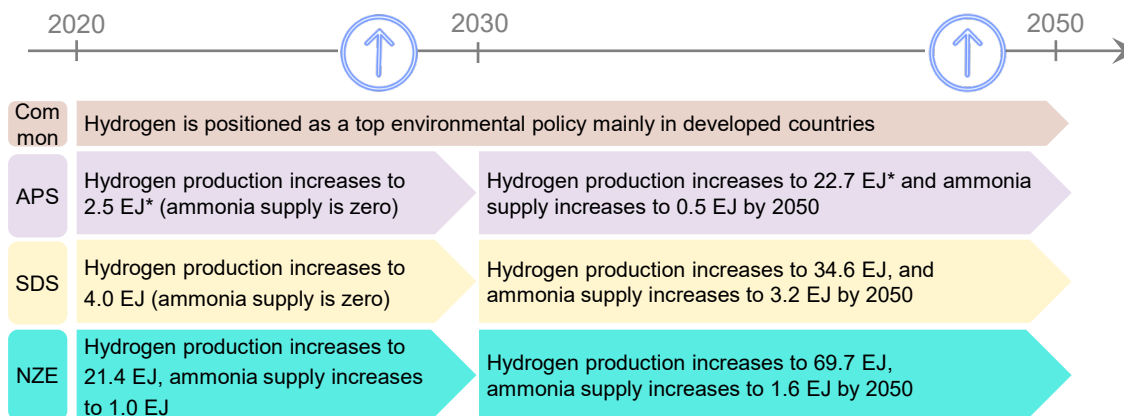 2020 2030 2050
Com
mon
Hydrogen is positioned as a top environmental policy mainly in developed countries
APS
Hydrogen production increases to
2.5 EJ* (ammonia supply is zero)
Hydrogen production increases to 22.7 EJ* and ammonia
supply increases to 0.5 EJ by 2050
SDS
Hydrogen production increases to
4.0 EJ (ammonia supply is zero)
Hydrogen production increases to 34.6 EJ, and
ammonia supply increases to 3.2 EJ by 2050
NZE
Hydrogen production increases to
21.4 EJ, ammonia supply increases
to 1.0 EJ
Hydrogen production increases to 69.7 EJ,
ammonia supply increases to 1.6 EJ by 2050